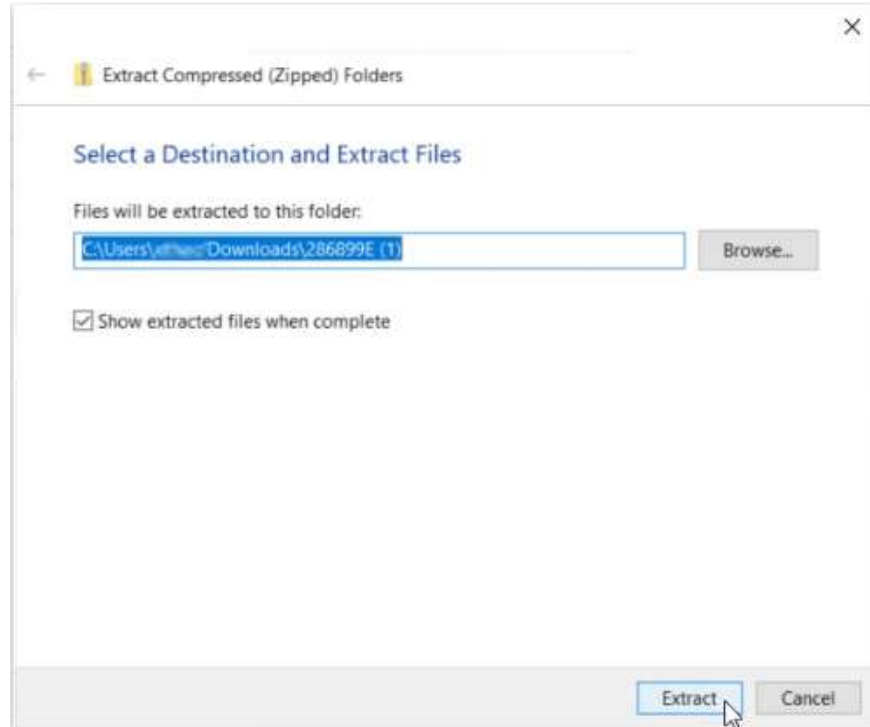 Extract Compressed (Zipped) Folders
Select a Destination and Extract Files
Files will be extracted to this folder:
C:\Users\ Downloads\286899E (1)
Browse...
Show extracted files when complete
Extract
Cancel